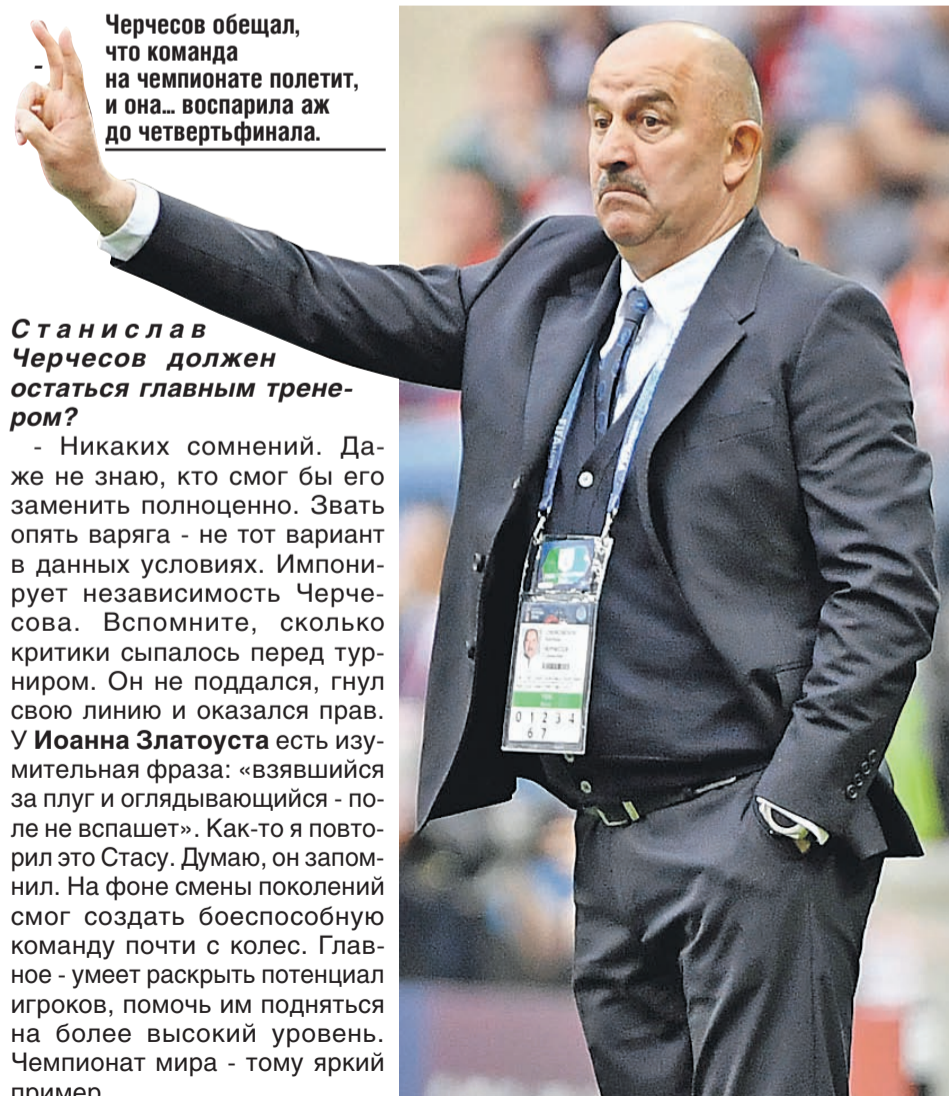 Черчесов обещал,
что команда
на чемпионате полетит,
и она... воспарила аж
до четвертьфинала.
Станислав
Черчесов должен
остаться главным трене-
ром?
- Никаких сомнений. Да-
же не знаю, кто смог бы его
заменить полноценно. Звать
опять варяга - не тот вариант
в данных условиях. Импони-
рует независимость Черче-
сова. Вспомните, сколько
критики сыпалось перед тур-
ниром. Он не поддался, гнул
свою линию и оказался прав.
У Иоанна Златоуста есть изу-
мительная фраза: «взявшийся
за плуг и оглядывающийся - по-
ле не вспашет». Как-то я повто-
рил это Стасу. Думаю, он запом-
нил. На фоне смены поколений
смог создать боеспособную
команду почти с колес. Глав-
ное - умеет раскрыть потенциал
игроков, помочь им подняться
на более высокий уровень.
Чемпионат мира - тому яркий
пример
0 1 2 3 4
6 7